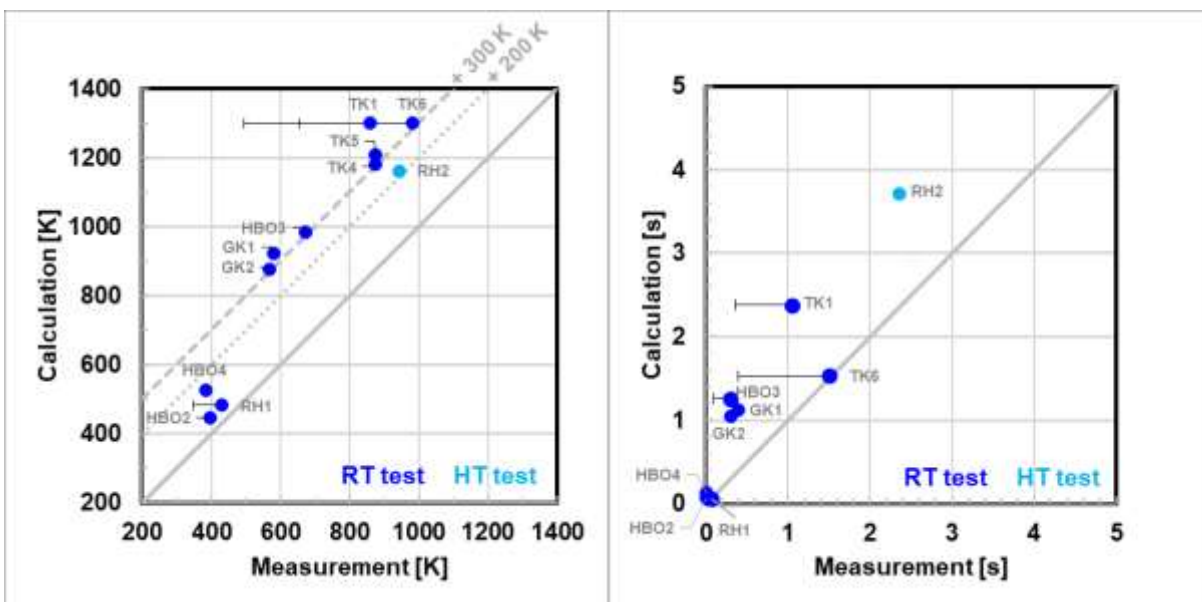 + 300 K
+ 200 K
1400
1200
1000
800
600
400
200
Calculation [K]
TK1
TK6
TK5
TK4
RH2
HBO3
GK1
GK2
HBO4
RH1
HBO2
RT test HT test
200 400 600 800 1000 1200 1400
Measurement [K]
5
4
3
2
1
0
Calculation [s]
RH2
TK1
TK6
HBO3
GK1
GK2
HBO4
HBO2
RH1
RT test HT test
0 1 2 3 4 5
Measurement [s]